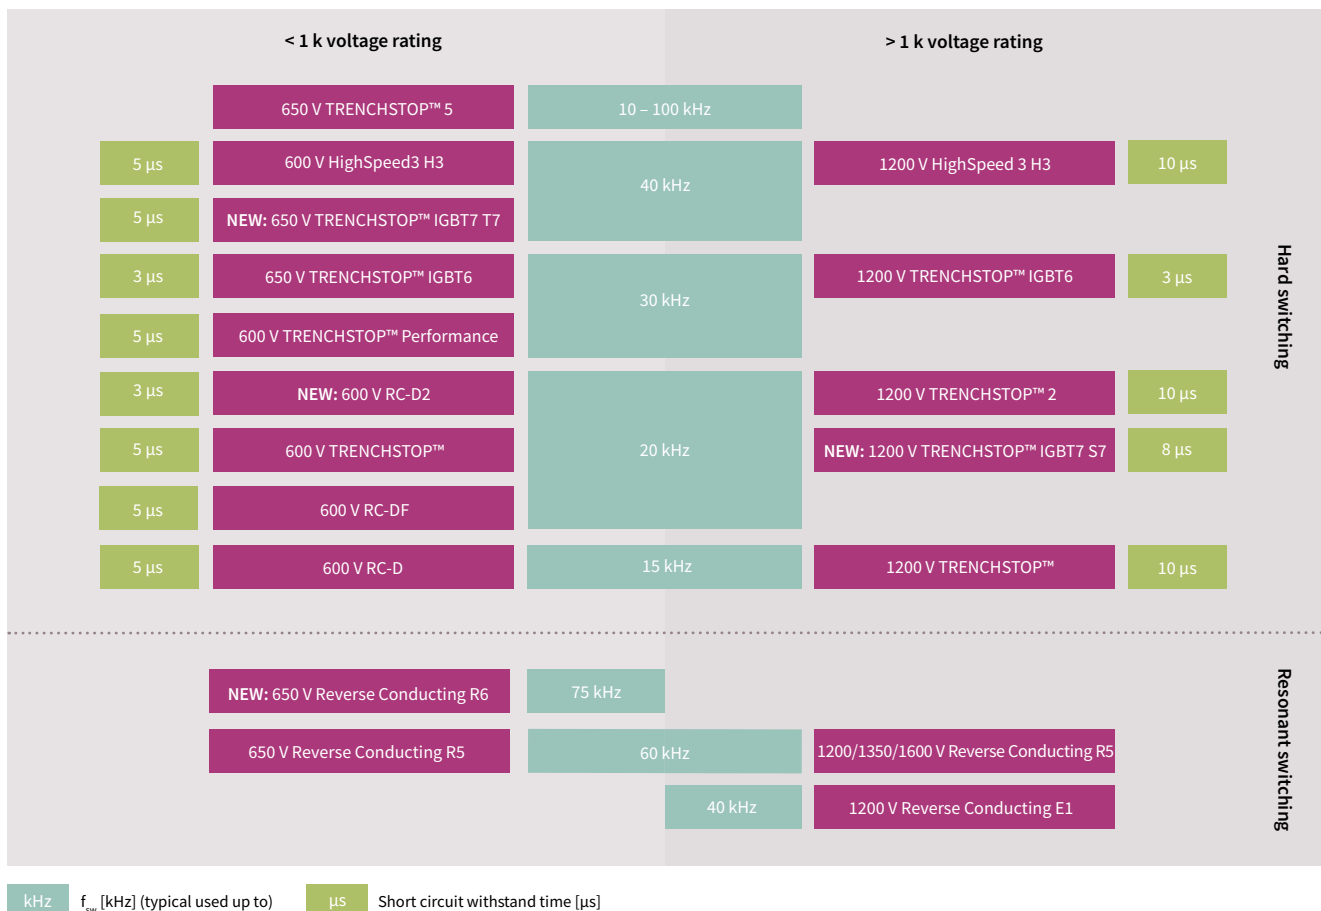 < 1 k voltage rating
> 1 k voltage rating
650 V TRENCHSTOP™ 5
10 – 100 kHz
5 µs
600 V HighSpeed3 H3
40 kHz
1200 V HighSpeed 3 H3
10 µs
5 µs
NEW: 650 V TRENCHSTOP™ IGBT7 T7
3 µs
650 V TRENCHSTOP™ IGBT6
30 kHz
1200 V TRENCHSTOP™ IGBT6
3 µs
5 µs
600 V TRENCHSTOP™ Performance
3 µs
NEW: 600 V RC-D2
20 kHz
1200 V TRENCHSTOP™ 2
10 µs
5 µs
600 V TRENCHSTOP™
NEW: 1200 V TRENCHSTOP™ IGBT7 S7
8 µs
5 µs
600 V RC-DF
5 µs
600 V RC-D
15 kHz
1200 V TRENCHSTOP™
10 µs
Hard switching
NEW: 650 V Reverse Conducting R6
75 kHz
650 V Reverse Conducting R5
60 kHz
1200/1350/1600 V Reverse Conducting R5
40 kHz
1200 V Reverse Conducting E1
Resonant switching
kHz
fsw [kHz] (typical used up to)
µs
Short circuit withstand time [µs]